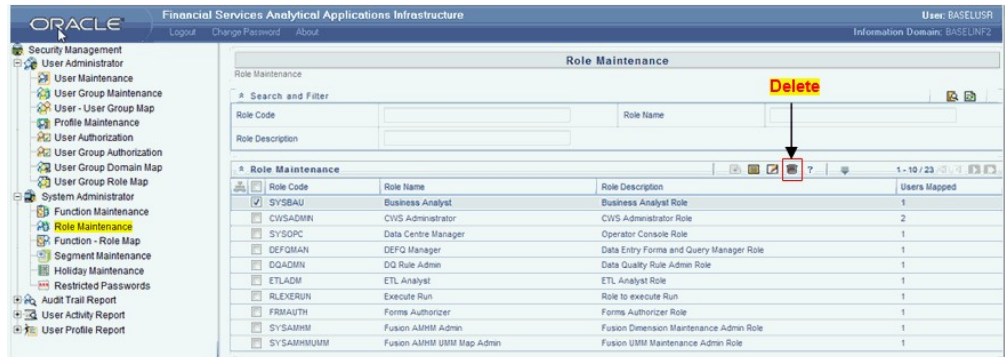 ORACLE
Financial Services Analytical Applications Infrastructure
User: BASELUSR
Logout Change Password About
Information Domain: BASELINF2
Security Management
User Administrator
User Maintenance
User Group Maintenance
User - User Group Map
Profile Maintenance
User Authorization
User Group Authorization
User Group Domain Map
User Group Role Map
System Administrator
Function Maintenance
Role Maintenance
Function - Role Map
Segment Maintenance
Holiday Maintenance
Restricted Passwords
Audit Trail Report
User Activity Report
User Profile Report
Role Maintenance
Role Maintenance
Delete
Search and Filter
Role Code Role Name
Role Description
Role Maintenance ? 1 - 10 / 23
Role Code Role Name Role Description Users Mapped
SYSBAU Business Analyst Business Analyst Role 1
CWSADMIN CWS Administrator CWS Administrator Role 2
SYSOPC Data Centre Manager Operator Console Role 1
DEFQMAN DEFQ Manager Data Entry Forms and Query Manager Role 1
DQADMN DQ Rule Admin Data Quality Rule Admin Role 1
ETLADM ETL Analyst ETL Analyst Role 1
RLEXERUN Execute Run Role to execute Run 1
FRMAUTH Forms Authorizer Forms Authorizer Role 1
SYSAMHM Fusion AMHM Admin Fusion Dimension Maintenance Admin Role 1
SYSAMHMUMM Fusion AMHM UMM Map Admin Fusion UMM Maintenance Admin Role 1